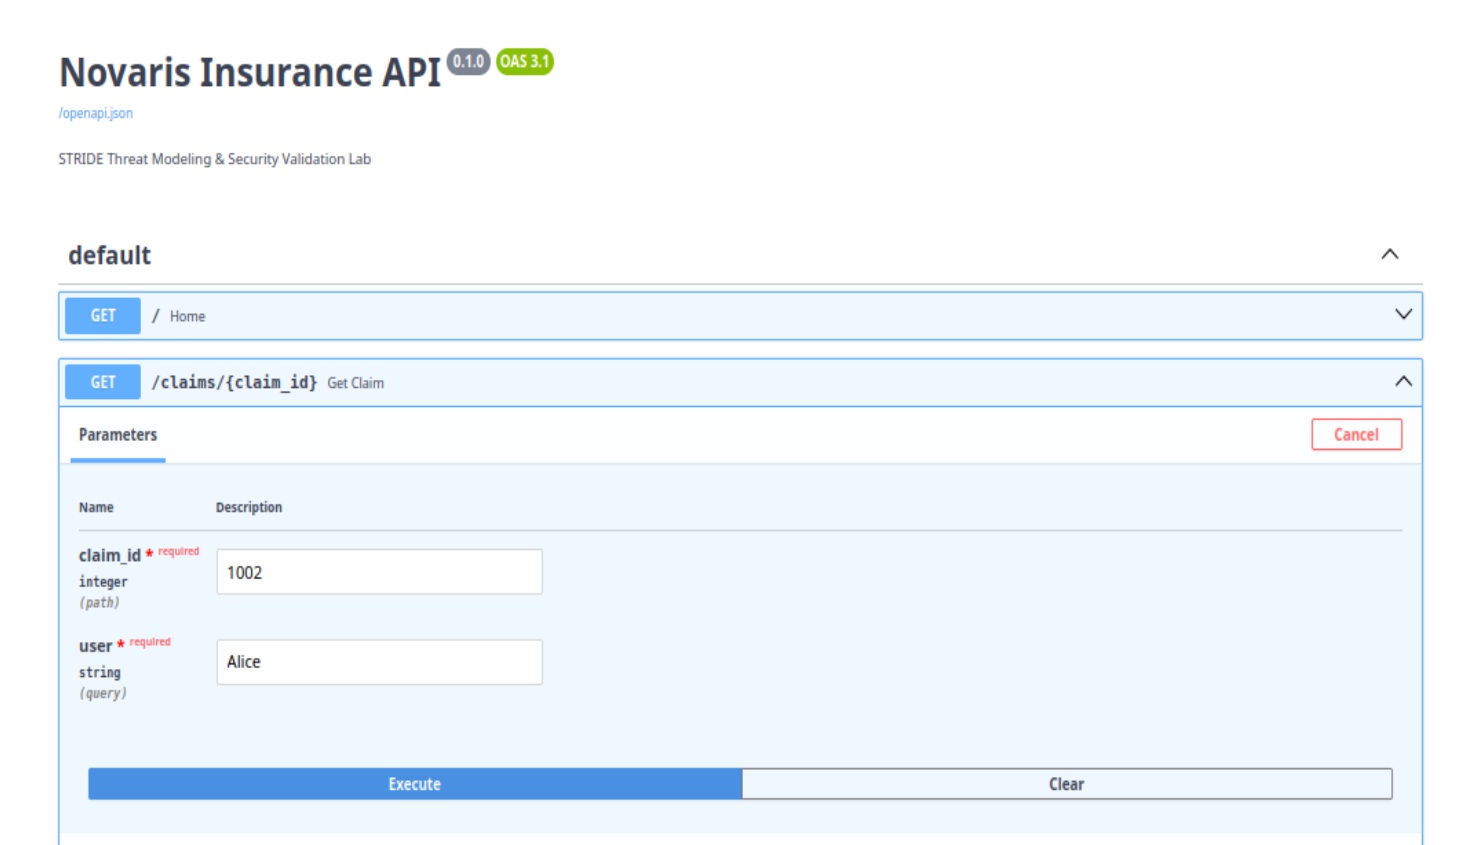 Novaris Insurance API 0.1.0 OAS 3.1
/openapi.json
STRIDE Threat Modeling & Security Validation Lab
default
GET / Home
GET /claims/{claim_id} Get Claim
Parameters
Cancel
Name Description
claim_id * required
integer
(path)
1002
user * required
string
(query)
Alice
Execute
Clear